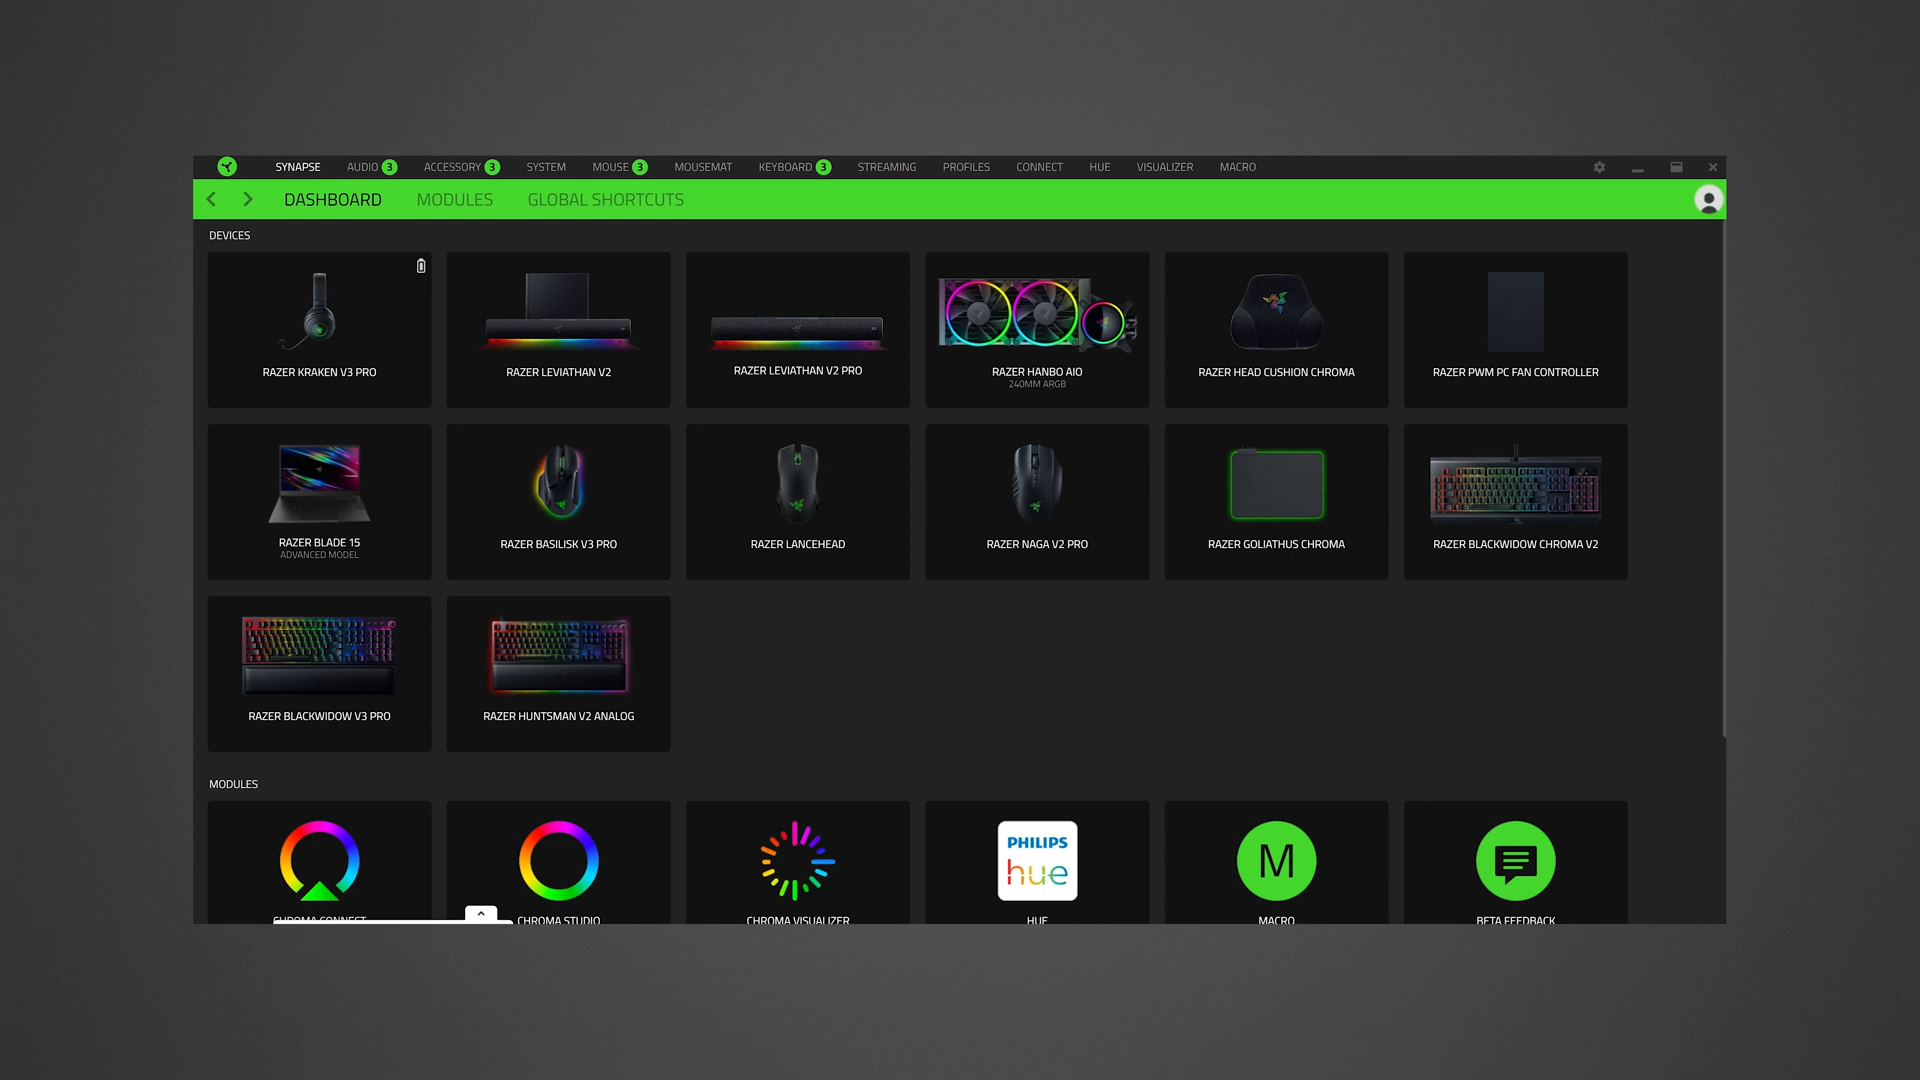 SYNAPSE AUDIO 3 ACCESSORY 3 SYSTEM MOUSE 3 MOUSEMAT KEYBOARD 3 STREAMING PROFILES CONNECT HUE VISUALIZER MACRO
DASHBOARD MODULES GLOBAL SHORTCUTS
DEVICES
RAZER KRAKEN V3 PRO
RAZER LEVIATHAN V2
RAZER LEVIATHAN V2 PRO
RAZER HANBO AIO
240MM ARGB
RAZER HEAD CUSHION CHROMA
RAZER PWM PC FAN CONTROLLER
RAZER BLADE 15
ADVANCED MODEL
RAZER BASILISK V3 PRO
RAZER LANCEHEAD
RAZER NAGA V2 PRO
RAZER GOLIATHUS CHROMA
RAZER BLACKWIDOW CHROMA V2
RAZER BLACKWIDOW V3 PRO
RAZER HUNTSMAN V2 ANALOG
MODULES
CHROMA CONNECT
CHROMA STUDIO
CHROMA VISUALIZER
PHILIPS
hue
HUE
M
MACRO
BETA FEEDBACK